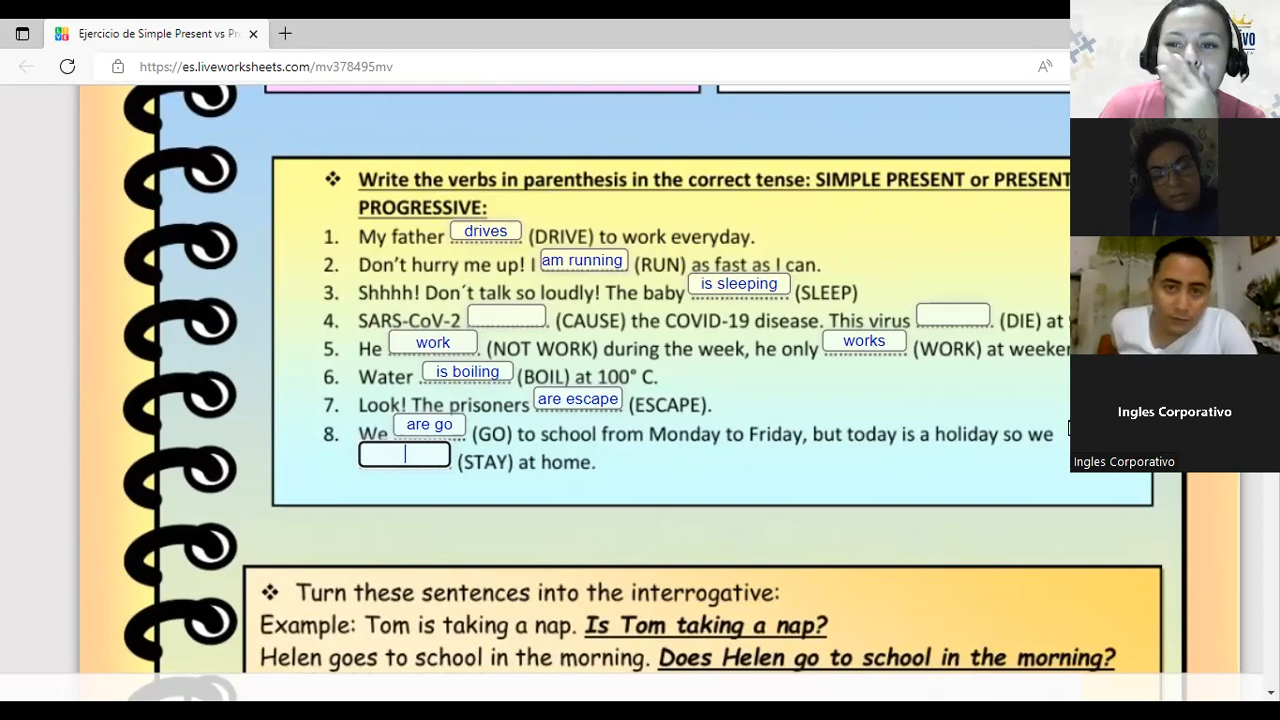 Ejercicio de Simple Present vs Pr
https://es.liveworksheets.com/mv378495mv
❖ Write the verbs in parenthesis in the correct tense: SIMPLE PRESENT or PRESENT
PROGRESSIVE:
1. My father drives (DRIVE) to work everyday.
2. Don't hurry me up! I am running (RUN) as fast as I can.
3. Shhhh! Don´t talk so loudly! The baby is sleeping (SLEEP)
4. SARS-CoV-2 (CAUSE) the COVID-19 disease. This virus (DIE) at
5. He work (NOT WORK) during the week, he only works (WORK) at weeken
6. Water is boiling (BOIL) at 100° C.
7. Look! The prisoners are escape (ESCAPE).
8. We are go (GO) to school from Monday to Friday, but today is a holiday so we
(STAY) at home.
❖ Turn these sentences into the interrogative:
Example: Tom is taking a nap. Is Tom taking a nap?
Helen goes to school in the morning. Does Helen go to school in the morning?
Ingles Corporativo
Ingles Corporativo